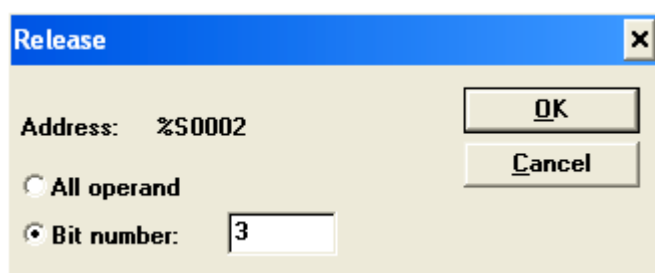 Release
OK
Address: %S0002
Cancel
All operand
Bit number: 3